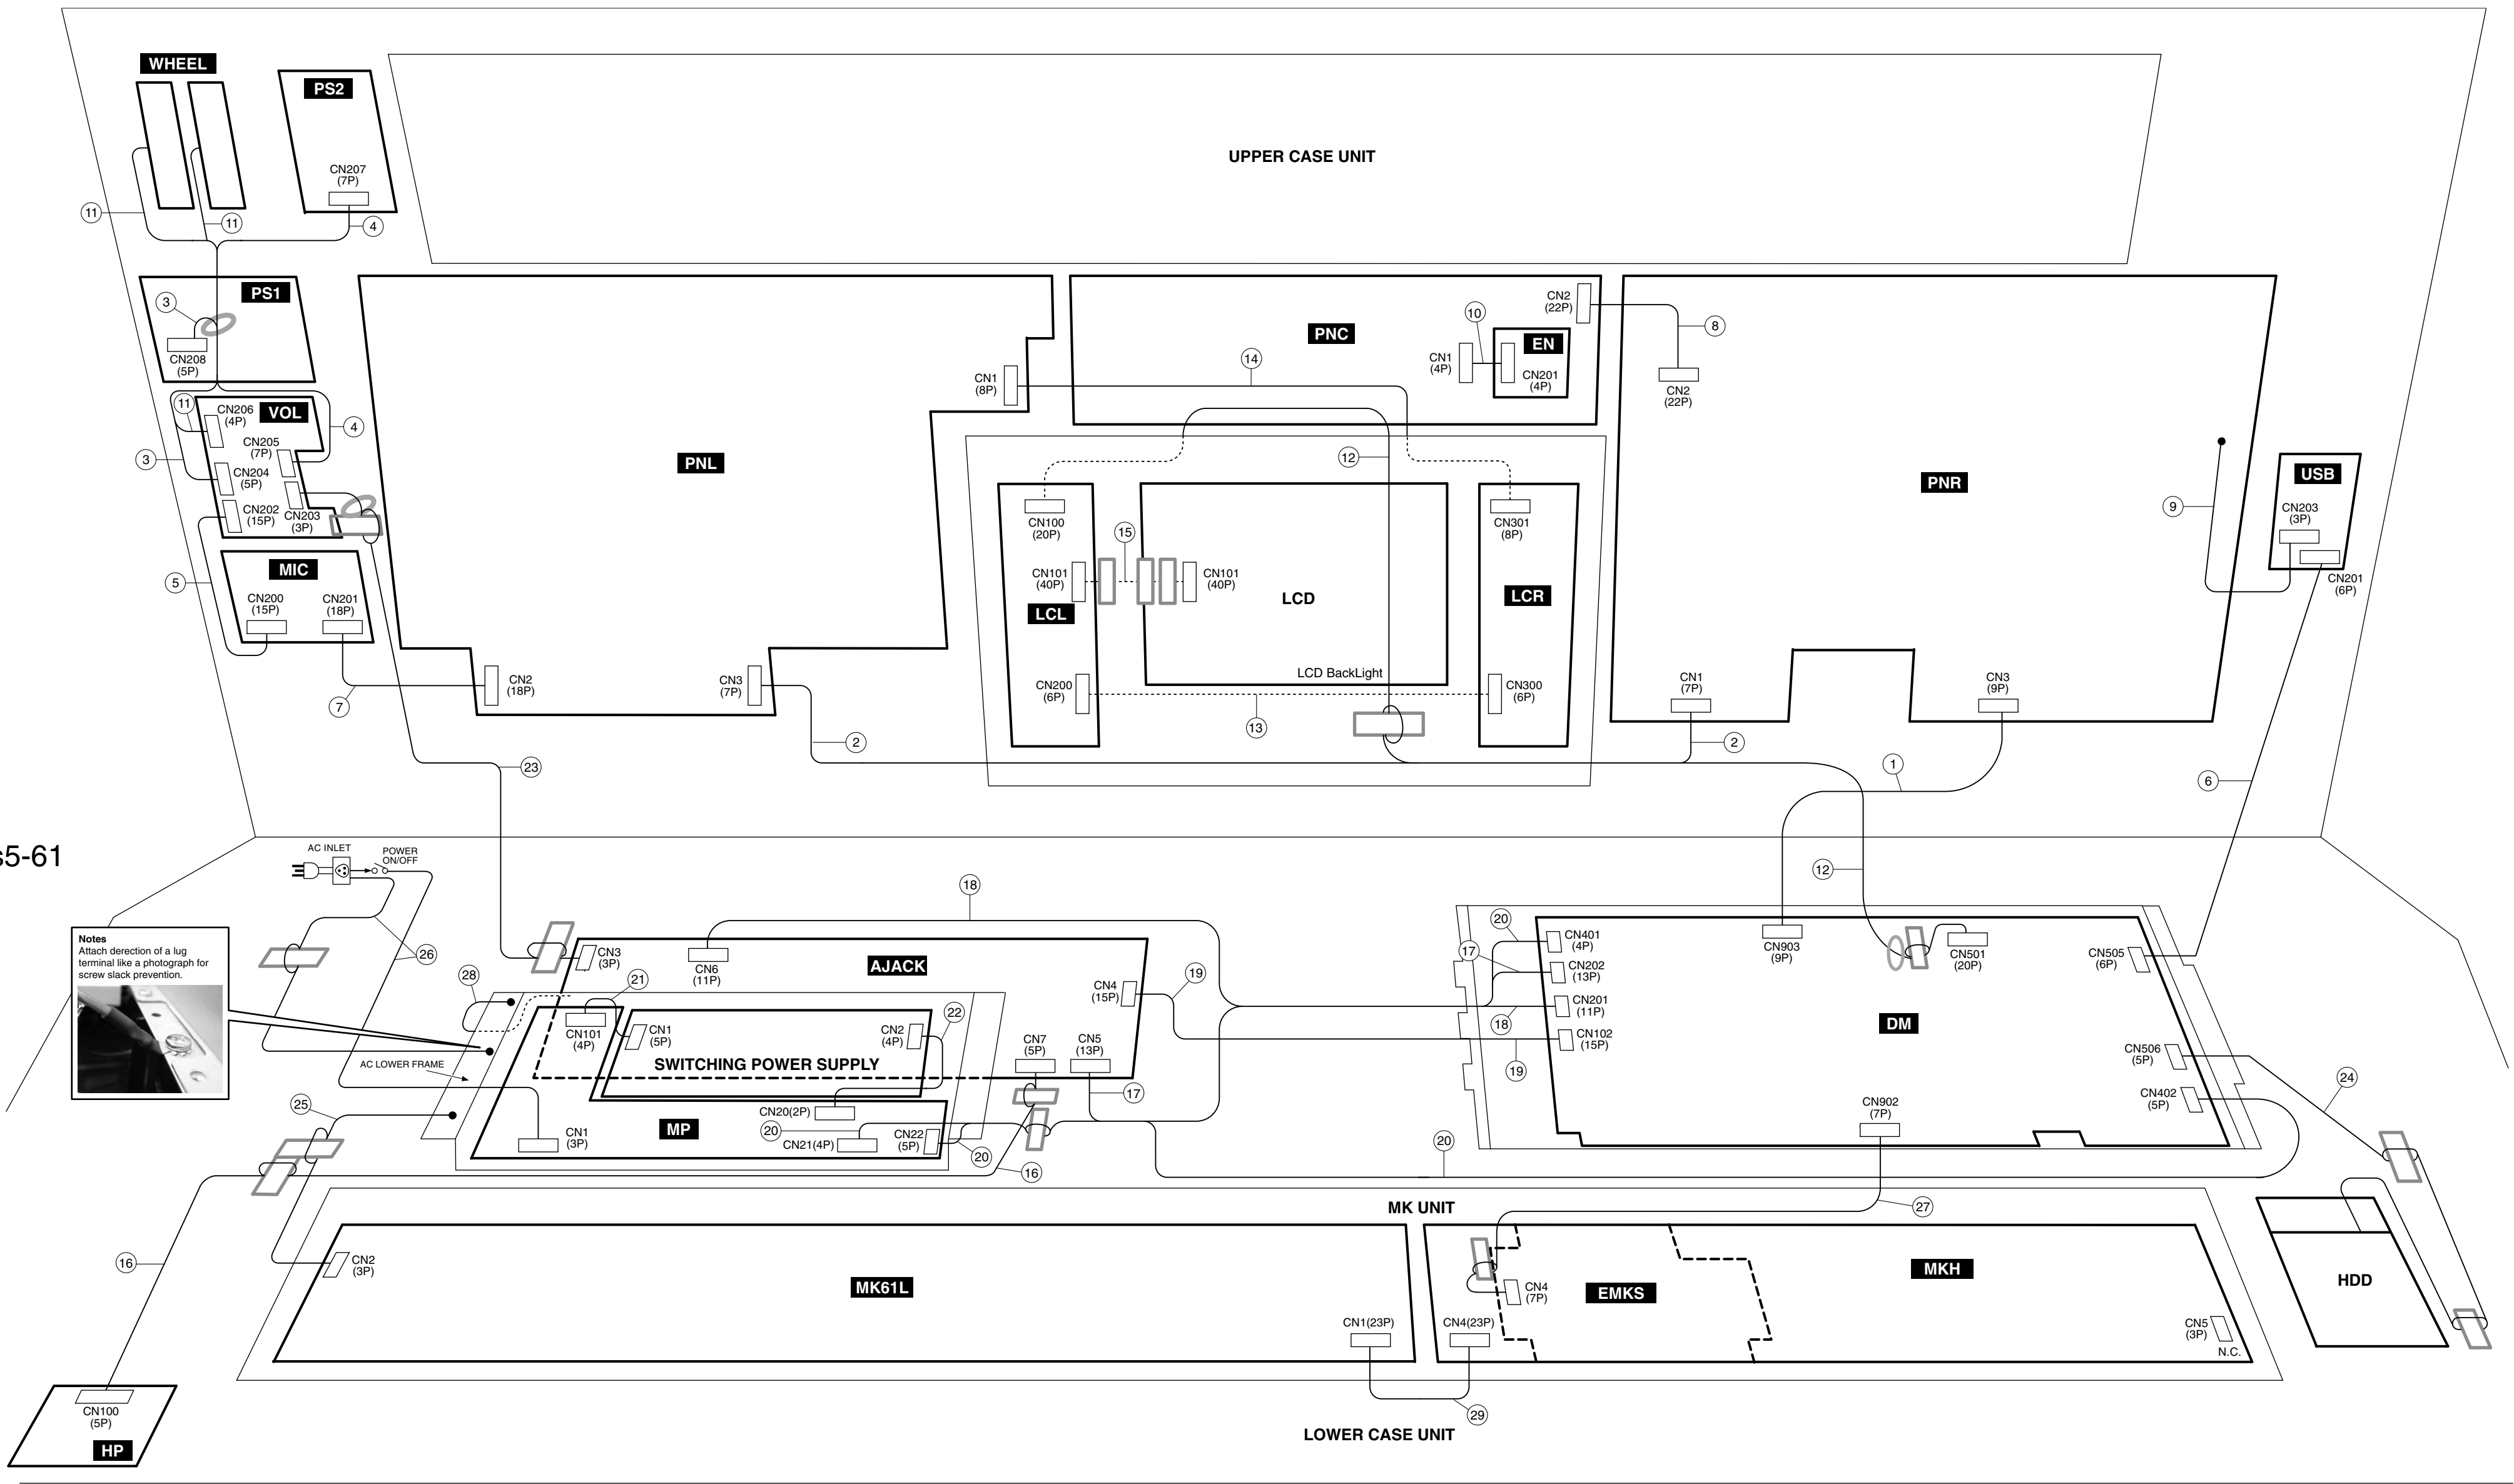 WHEEL
PS2
CN207
(7P)
11
11
4
UPPER CASE UNIT
PS1
3
CN208
(5P)
11
CN206
(4P)
VOL
CN205
(7P)
4
3
CN204
(5P)
CN202
(15P)
CN203
(3P)
5
MIC
CN200
(15P)
CN201
(18P)
7
PNL
CN1
(8P)
CN2
(18P)
CN3
(7P)
2
23
14
PNC
10
CN1
(4P)
EN
CN201
(4P)
CN2
(22P)
8
CN2
(22P)
12
CN100
(20P)
15
CN101
(40P)
CN101
(40P)
LCL
LCD
LCD BackLight
CN200
(6P)
13
CN301
(8P)
LCR
CN300
(6P)
PNR
9
USB
CN203
(3P)
CN201
(6P)
CN1
(7P)
CN3
(9P)
2
1
6
s5-61
AC INLET
POWER
ON/OFF
Notes
Attach derection of a lug
terminal like a photograph for
screw slack prevention.
26
28
AC LOWER FRAME
25
CN3
(3P)
CN6
(11P)
AJACK
18
21
CN101
(4P)
CN1
(5P)
CN2
(4P)
22
SWITCHING POWER SUPPLY
CN4
(15P)
19
CN7
(5P)
CN5
(13P)
17
CN1
(3P)
MP
CN20(2P)
20
CN21(4P)
CN22
(5P)
20
16
20
12
20
17
CN401
(4P)
CN202
(13P)
CN201
(11P)
18
CN102
(15P)
19
CN903
(9P)
CN501
(20P)
CN505
(6P)
DM
CN506
(5P)
CN402
(5P)
CN902
(7P)
24
27
MK UNIT
16
CN2
(3P)
MK61L
CN1(23P)
CN4(23P)
CN4
(7P)
EMKS
MKH
CN5
(3P)
N.C.
HDD
29
CN100
(5P)
HP
LOWER CASE UNIT